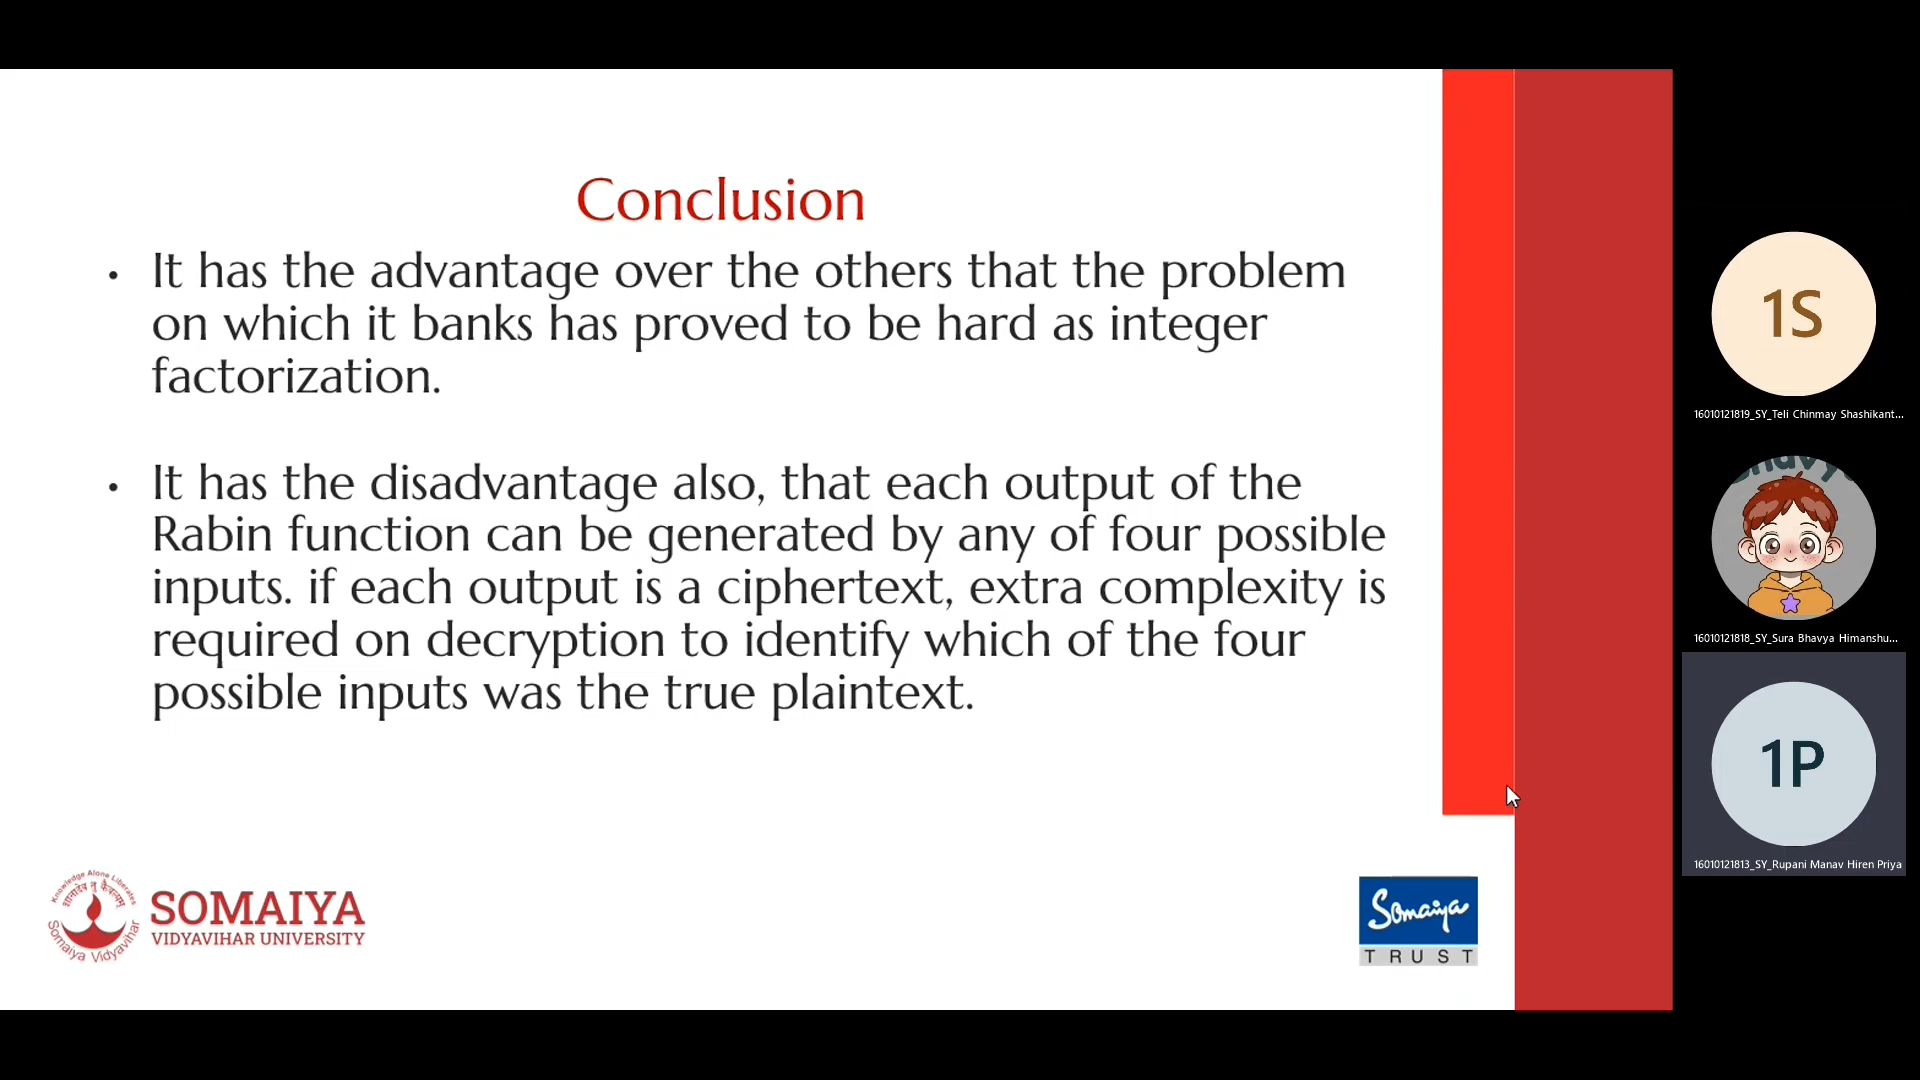 Conclusion
• It has the advantage over the others that the problem
on which it banks has proved to be hard as integer
factorization.
• It has the disadvantage also, that each output of the
Rabin function can be generated by any of four possible
inputs. if each output is a ciphertext, extra complexity is
required on decryption to identify which of the four
possible inputs was the true plaintext.
Knowledge Alone Liberates
Somaiya Vidyavihar
SOMAIYA
VIDYAVIHAR UNIVERSITY
Somaiya
TRUST
1S
16010121819_SY_Teli Chinmay Shashikant...
16010121818_SY_Sura Bhavya Himanshu...
1P
16010121813_SY_Rupani Manav Hiren Priya